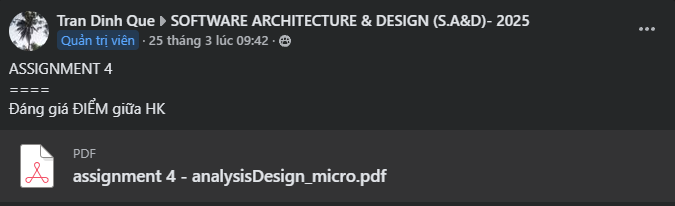 Tran Dinh Que SOFTWARE ARCHITECTURE & DESIGN (S.A&D)- 2025
Quản trị viên · 25 tháng 3 lúc 09:42 ·
ASSIGNMENT 4
====
Đáng giá ĐIỂM giữa HK
PDF
assignment 4 - analysisDesign_micro.pdf